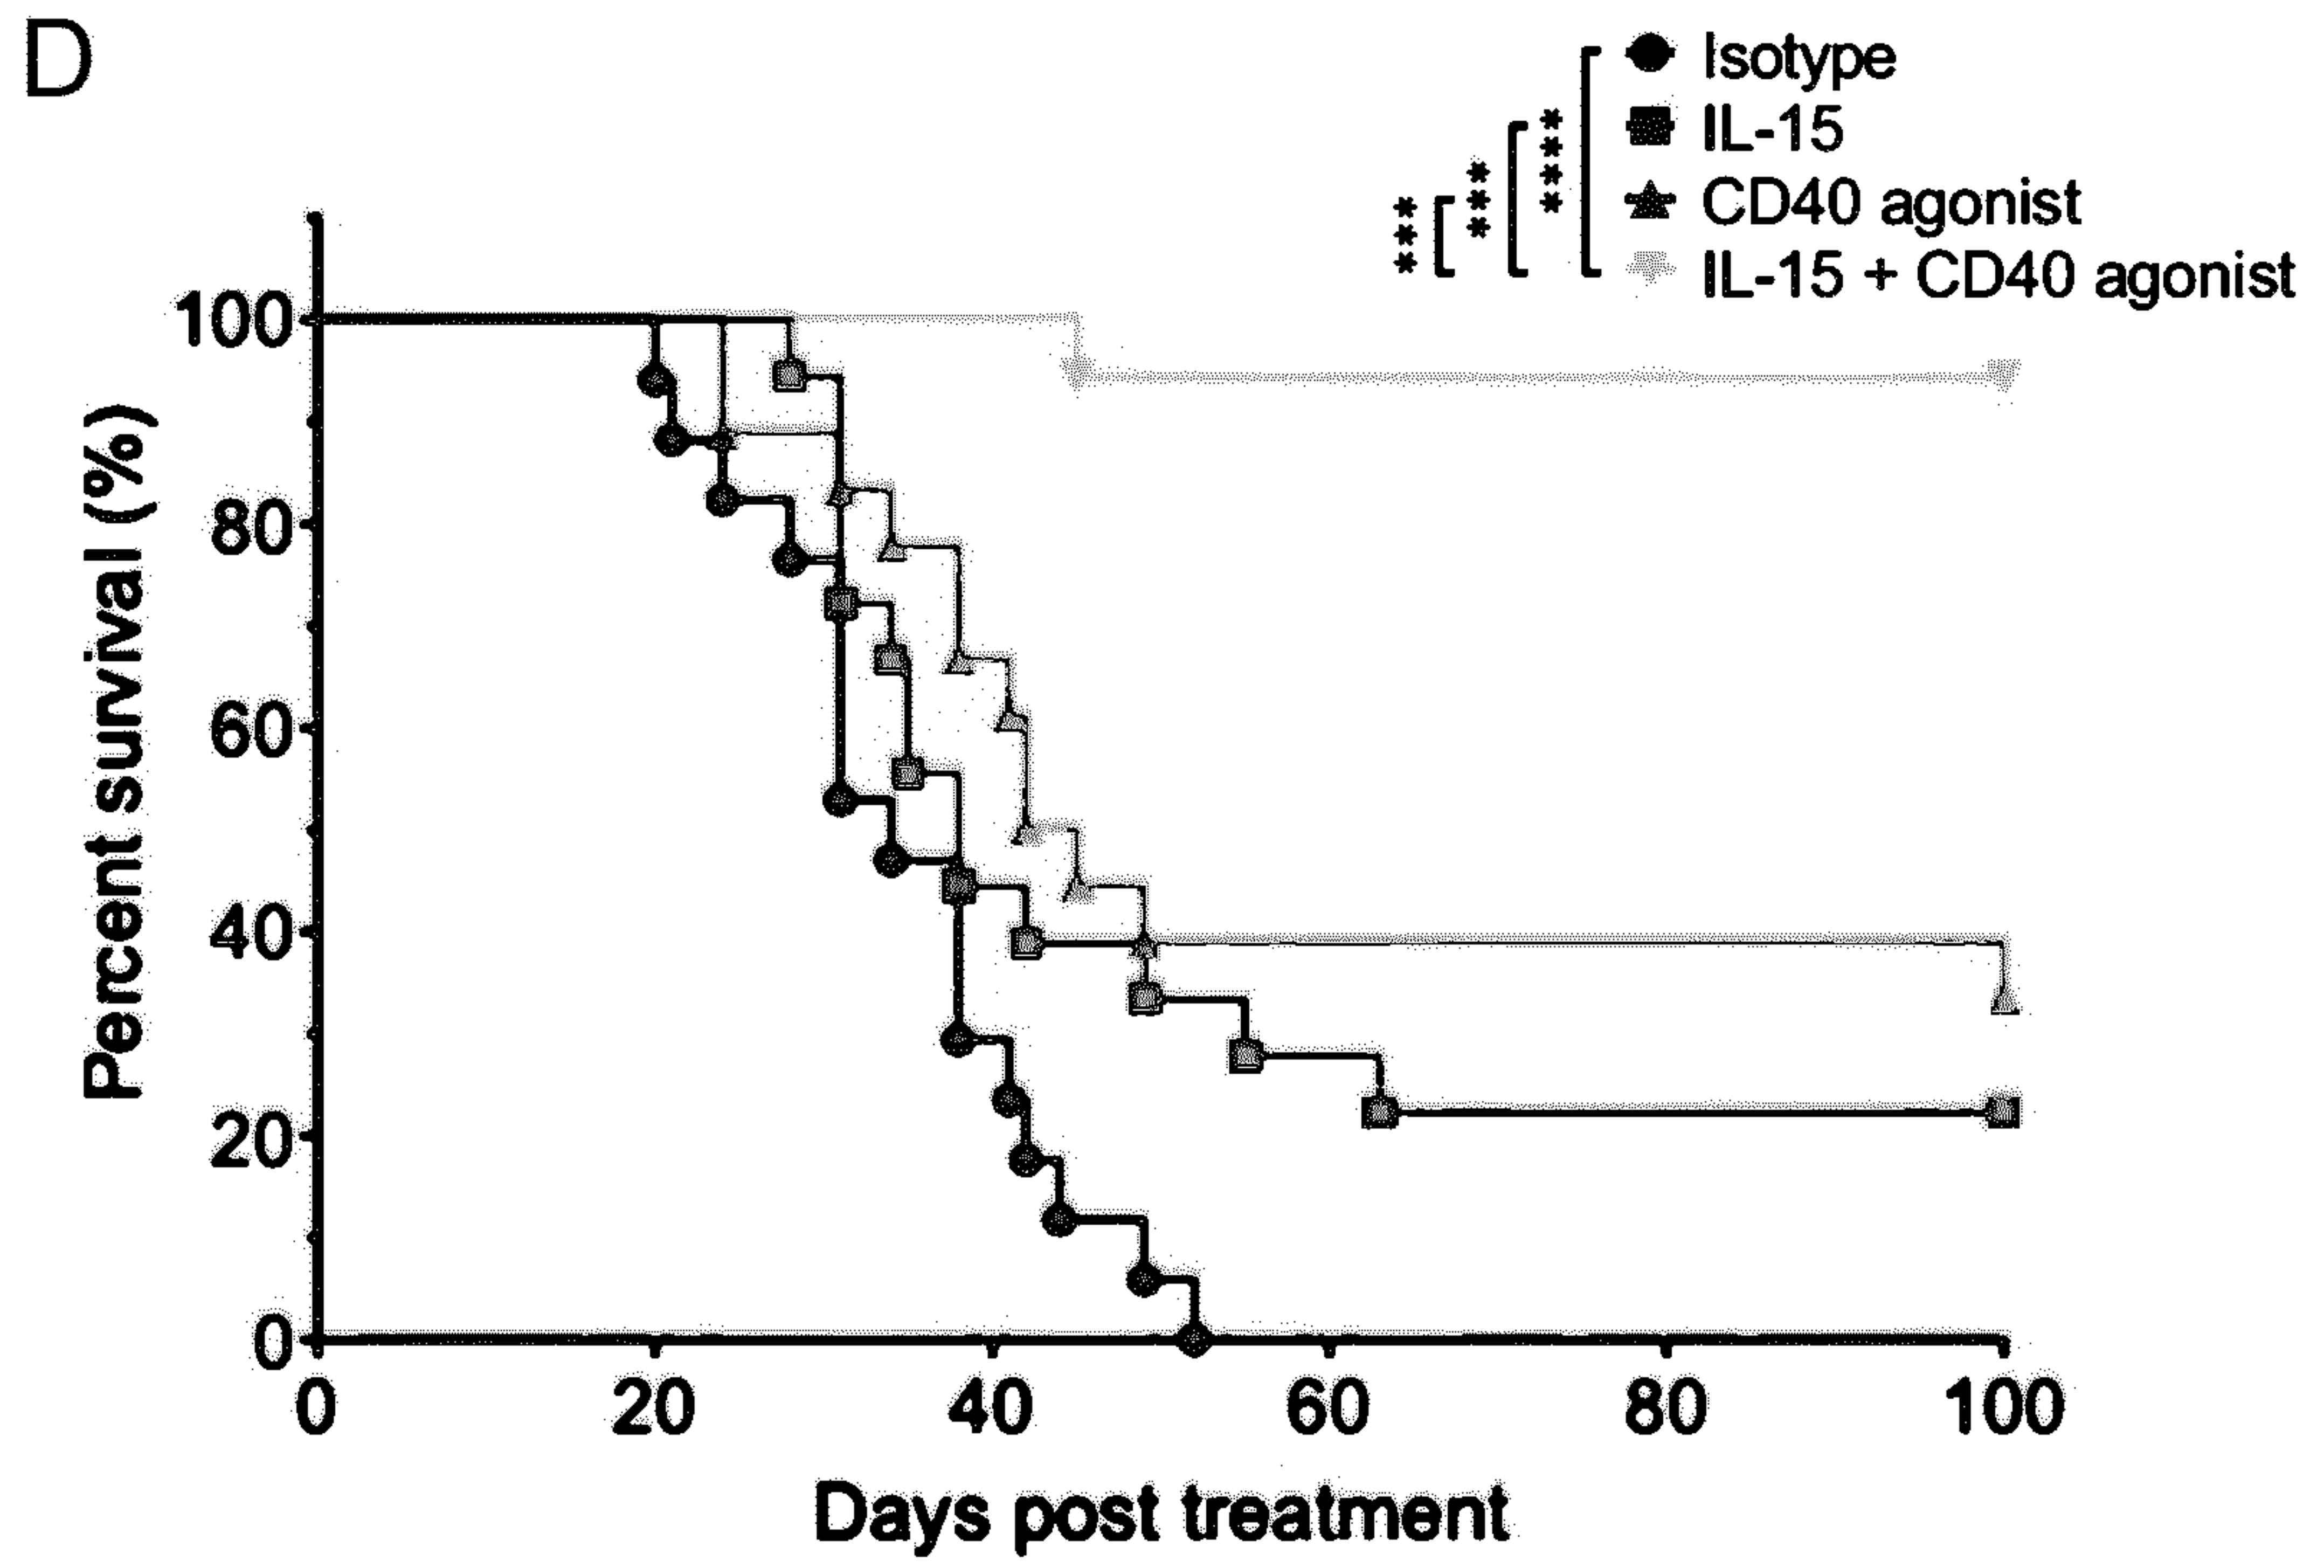 D
Isotype
IL-15
CD40 agonist
IL-15 + CD40 agonist
****
***
***
Percent survival (%)
100
80
60
40
20
0
0 20 40 60 80 100
Days post treatment